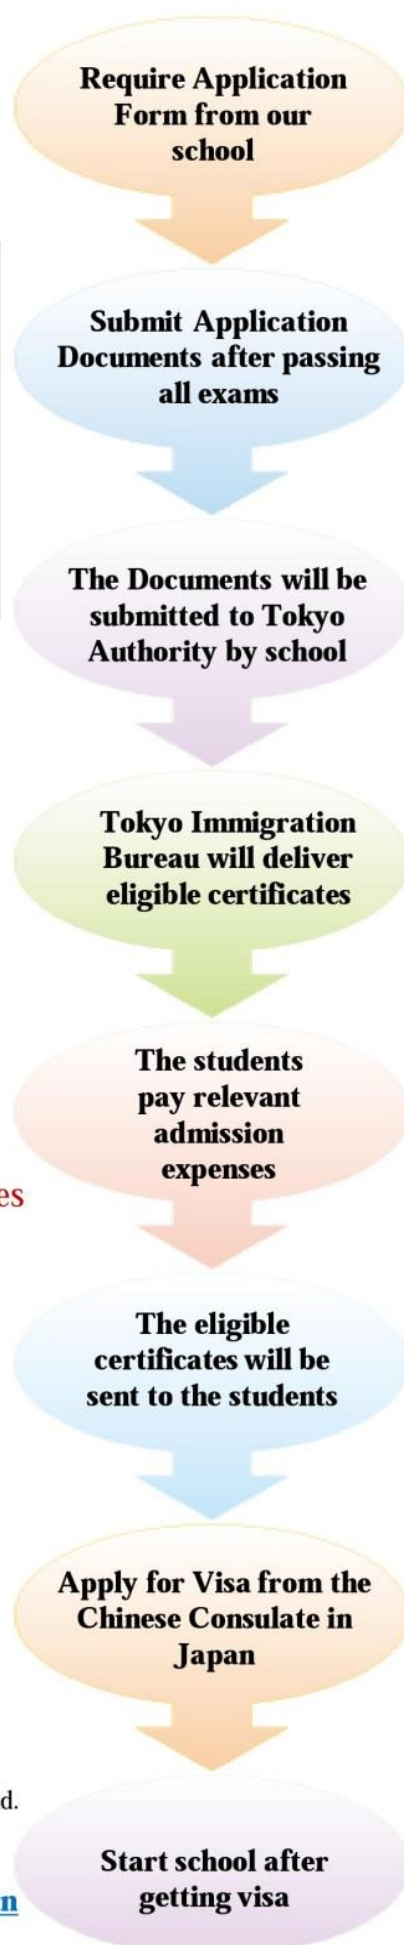 Require Application
Form from our
school
Submit Application
Documents after passing
all exams
The Documents will be
submitted to Tokyo
Authority by school
Tokyo Immigration
Bureau will deliver
eligible certificates
The students
pay relevant
admission
expenses
es
The eligible
certificates will be
sent to the students
Apply for Visa from the
Chinese Consulate in
Japan
d.
Start school after
getting visa
n